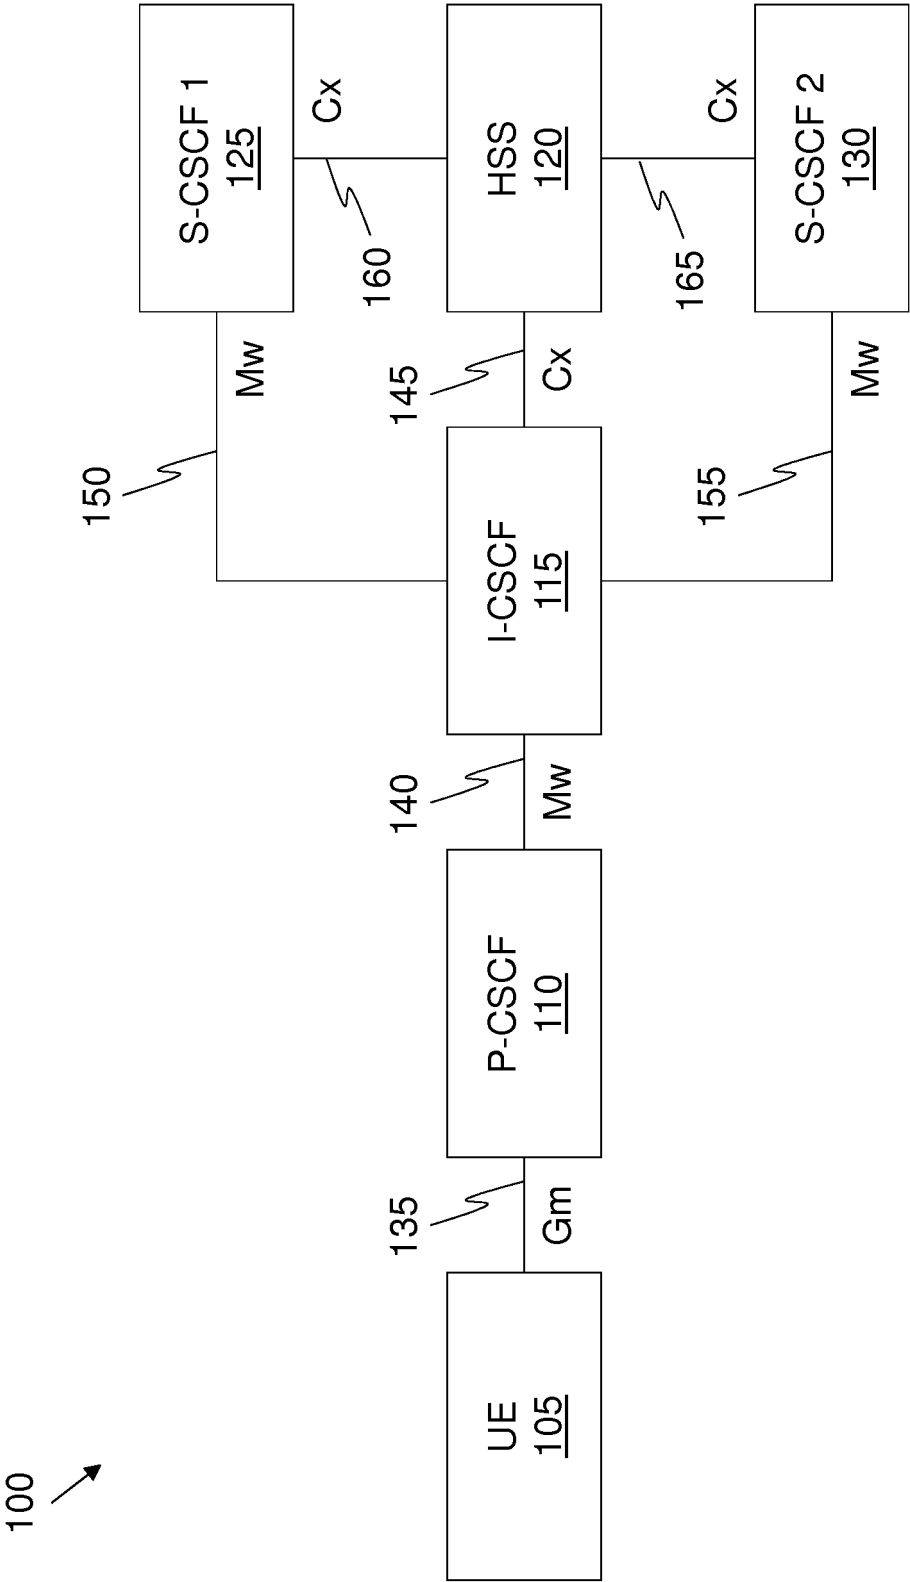 100
UE
105
135
Gm
P-CSCF
110
140
Mw
I-CSCF
115
150
Mw
145
Cx
155
Mw
S-CSCF 1
125
160
Cx
HSS
120
165
Cx
S-CSCF 2
130